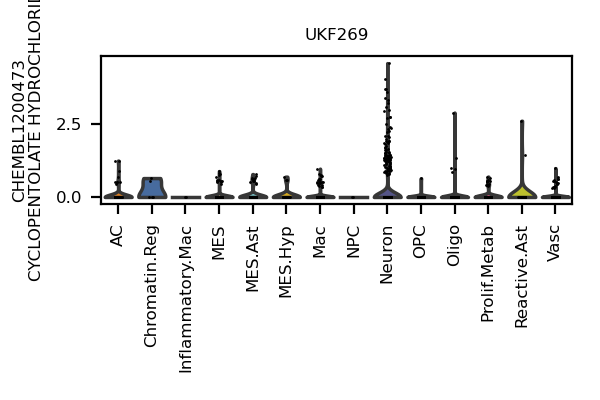 UKF269
CHEMBL1200473
CYCLOPENTOLATE HYDROCHLORID
2.5
0.0
AC
Chromatin.Reg
Inflammatory.Mac
MES
MES.Ast
MES.Hyp
Mac
NPC
Neuron
OPC
Oligo
Prolif.Metab
Reactive.Ast
Vasc